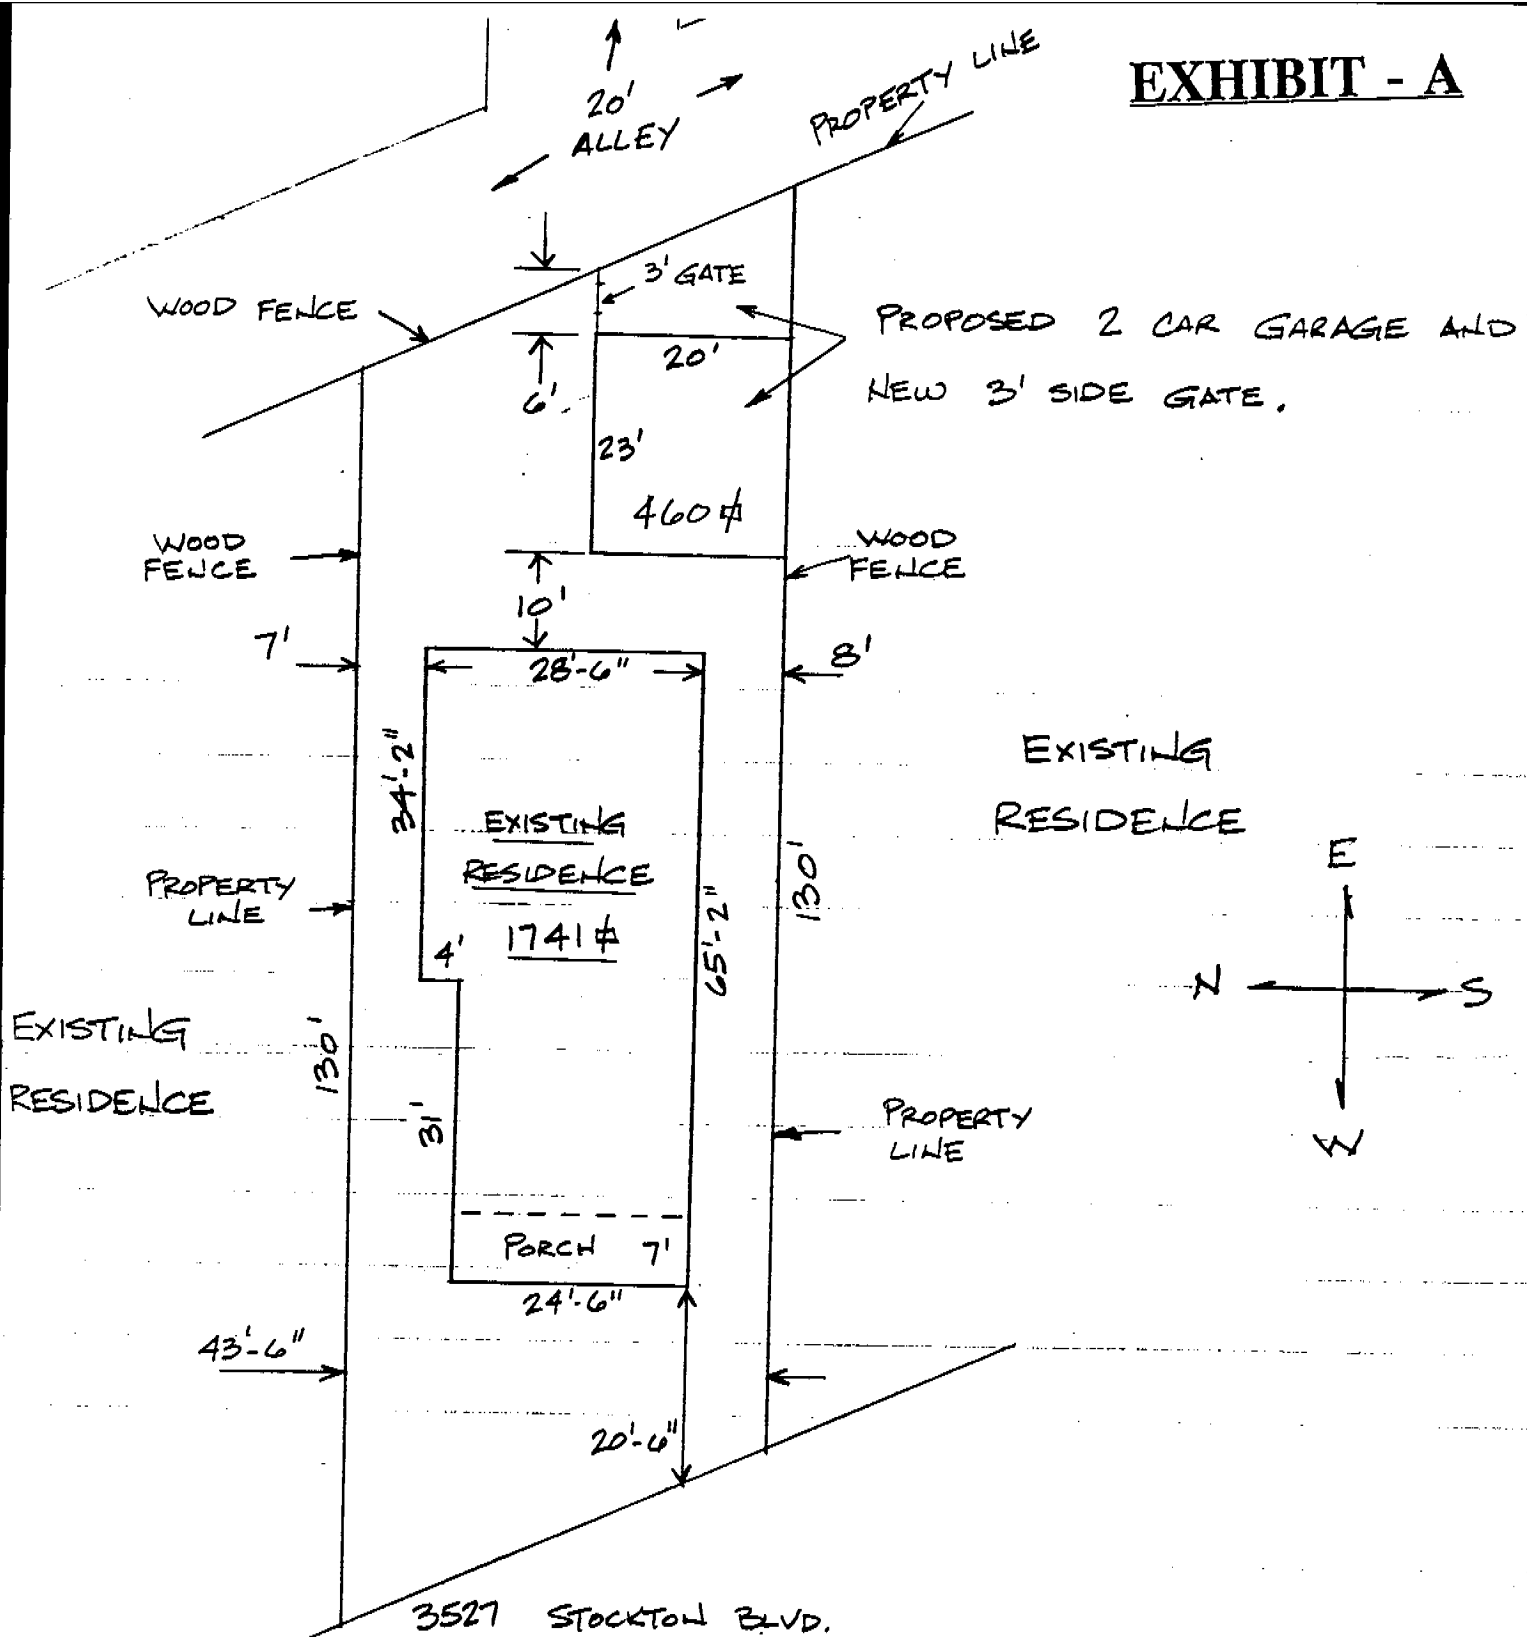 EXHIBIT - A
20'
ALLEY
PROPERTY LINE
3' GATE
WOOD FENCE
PROPOSED 2 CAR GARAGE AND
NEW 3' SIDE GATE.
20'
6'
23'
460 ⌗
WOOD
FENCE
WOOD
FENCE
10'
7'
28'-6"
8'
34'-2"
EXISTING
RESIDENCE
EXISTING
RESIDENCE
1741 ⌗
130'
65'-2"
PROPERTY
LINE
4'
E
N
S
W
EXISTING
RESIDENCE
130'
31'
PROPERTY
LINE
PORCH 7'
24'-6"
43'-6"
20'-6"
3527 STOCKTON BLVD.